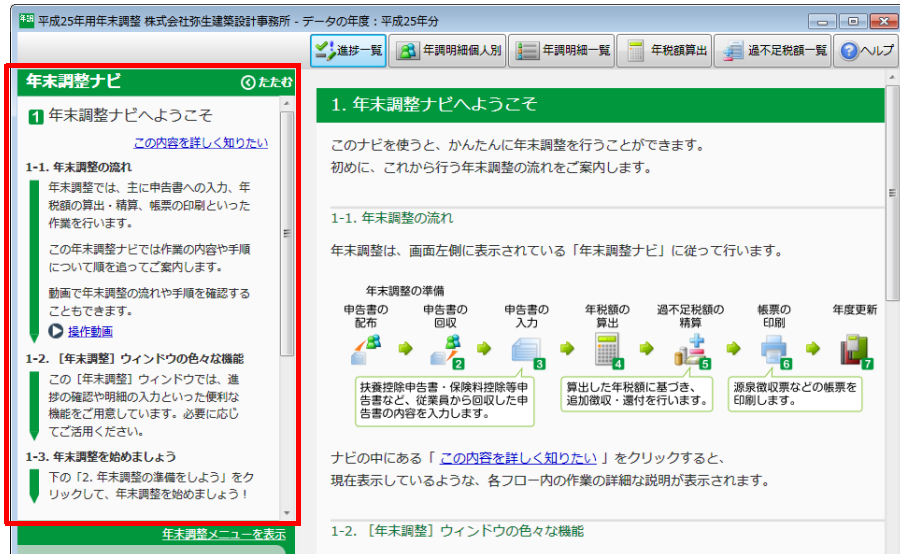 年調 平成25年用年末調整 株式会社弥生建築設計事務所 - データの年度：平成25年分
進捗一覧 年調明細個人別 年調明細一覧 年税額算出 過不足税額一覧 ヘルプ
年末調整ナビ たたむ
1 年末調整ナビへようこそ
この内容を詳しく知りたい
1-1. 年末調整の流れ
年末調整では、主に申告書への入力、年
税額の算出・精算、帳票の印刷といった
作業を行います。
この年末調整ナビでは作業の内容や手順
について順を追ってご案内します。
動画で年末調整の流れや手順を確認する
こともできます。
操作動画
1-2.［年末調整］ウィンドウの色々な機能
この［年末調整］ウィンドウでは、進
捗の確認や明細の入力といった便利な
機能をご用意しています。必要に応じ
てご活用ください。
1-3. 年末調整を始めましょう
下の「2. 年末調整の準備をしよう」をク
リックして、年末調整を始めましょう！
年末調整メニューを表示
1. 年末調整ナビへようこそ
このナビを使うと、かんたんに年末調整を行うことができます。
初めに、これから行う年末調整の流れをご案内します。
1-1. 年末調整の流れ
年末調整は、画面左側に表示されている「年末調整ナビ」に従って行います。
年末調整の準備
申告書の 申告書の 申告書の 年税額の 過不足税額の 帳票の 年度更新
配布 回収 入力 算出 精算 印刷
2 3 4 5 6 7
扶養控除申告書・保険料控除等申
告書など、従業員から回収した申
告書の内容を入力します。
算出した年税額に基づき、
追加徴収・還付を行います。
源泉徴収票などの帳票を
印刷します。
ナビの中にある「 この内容を詳しく知りたい 」をクリックすると、
現在表示しているような、各フロー内の作業の詳細な説明が表示されます。
1-2.［年末調整］ウィンドウの色々な機能